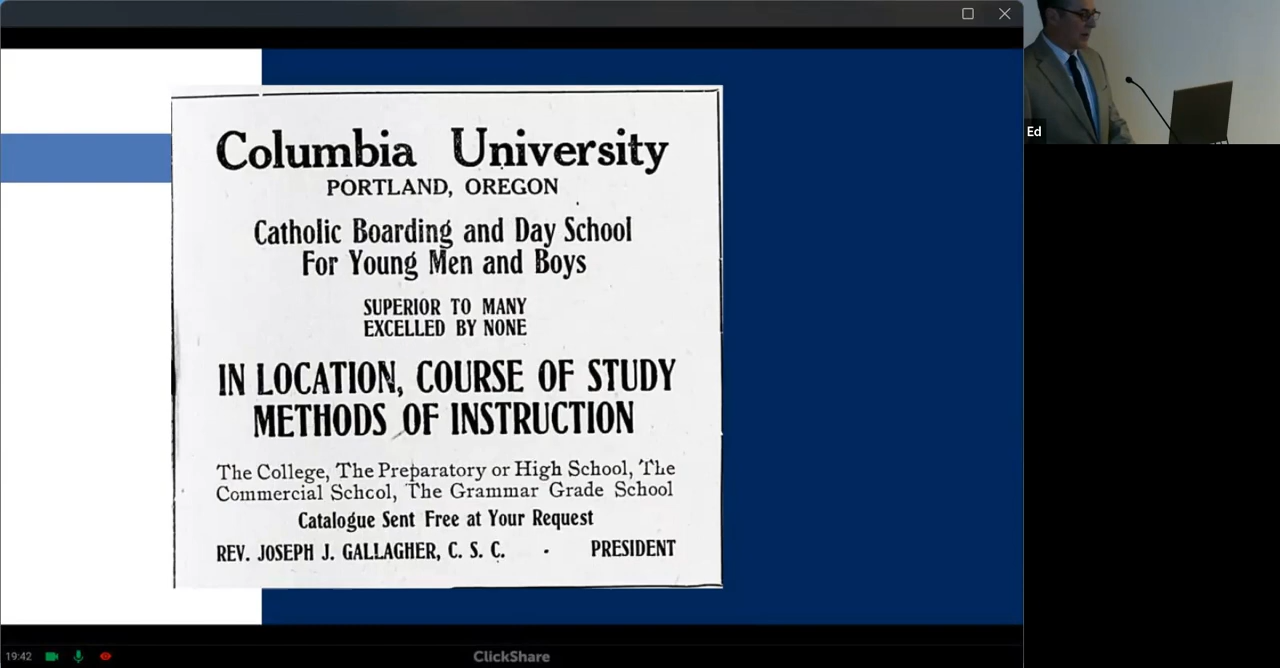 Columbia University
PORTLAND, OREGON
Catholic Boarding and Day School
For Young Men and Boys
SUPERIOR TO MANY
EXCELLED BY NONE
IN LOCATION, COURSE OF STUDY
METHODS OF INSTRUCTION
The College, The Preparatory or High School, The
Commercial School, The Grammar Grade School
Catalogue Sent Free at Your Request
REV. JOSEPH J. GALLAGHER, C. S. C. · PRESIDENT
Ed
19:42
ClickShare